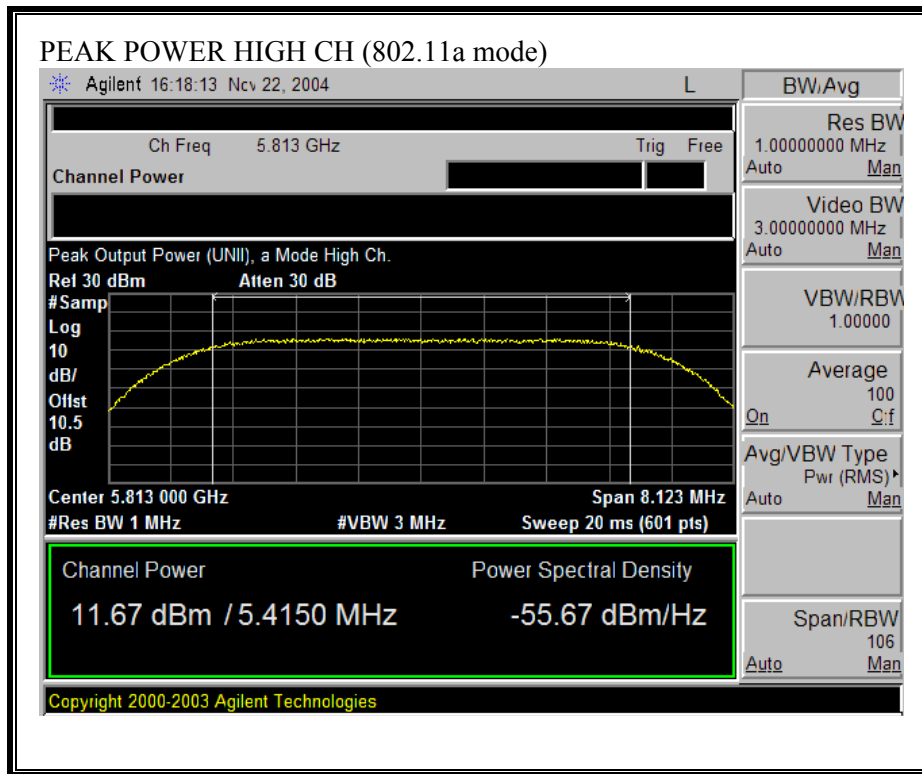 PEAK POWER HIGH CH (802.11a mode)
Agilent 16:18:13 Nov 22, 2004 L
Ch Freq 5.813 GHz Trig Free
Channel Power
Peak Output Power (UNII), a Mode High Ch.
Ref 30 dBm Atten 30 dB
#Samp
Log
10
dB/
Offst
10.5
dB
Center 5.813 000 GHz Span 8.123 MHz
#Res BW 1 MHz #VBW 3 MHz Sweep 20 ms (601 pts)
Channel Power Power Spectral Density
11.67 dBm / 5.4150 MHz -55.67 dBm/Hz
Copyright 2000-2003 Agilent Technologies
BW/Avg
Res BW
1.00000000 MHz
Auto Man
Video BW
3.00000000 MHz
Auto Man
VBW/RBW
1.00000
Average
100
On Off
Avg/VBW Type
Pwr (RMS)
Auto Man
Span/RBW
106
Auto Man